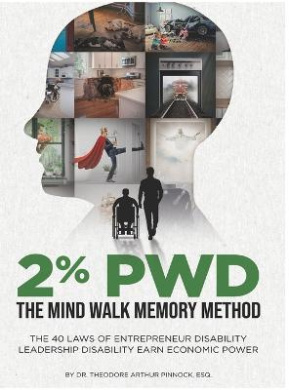 2% PWD
THE MIND WALK MEMORY METHOD
THE 40 LAWS OF ENTREPRENEUR DISABILITY
LEADERSHIP DISABILITY EARN ECONOMIC POWER
BY DR. THEODORE ARTHUR PINNOCK, ESQ.